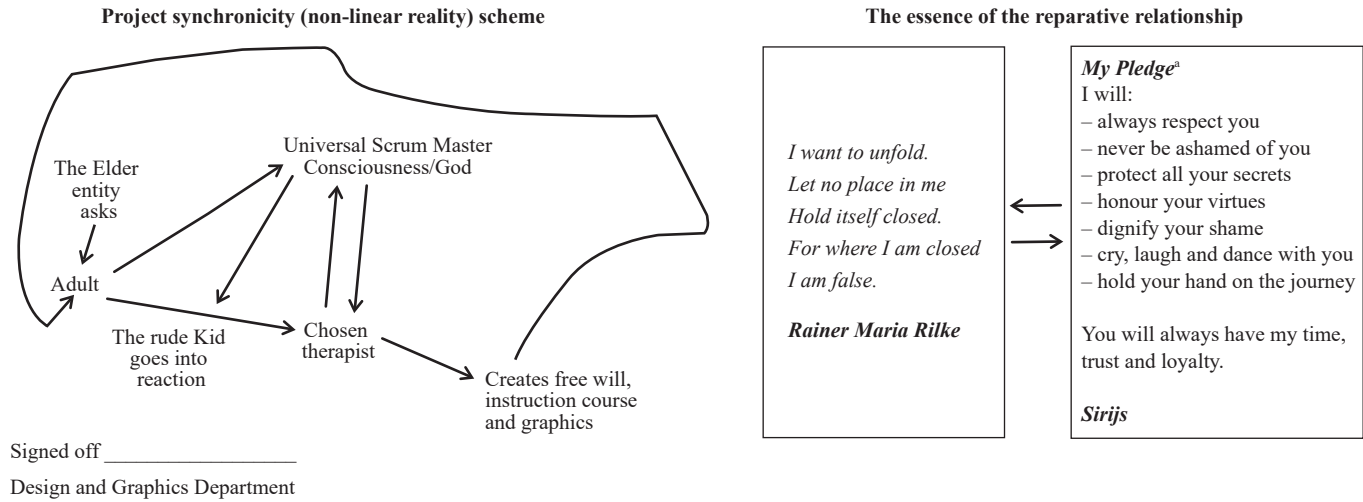 Project synchronicity (non-linear reality) scheme
The Elder
entity
asks
Adult
The rude Kid
goes into
reaction
Universal Scrum Master
Consciousness/God
Chosen
therapist
Creates free will,
instruction course
and graphics
Signed off ___________________
Design and Graphics Department
The essence of the reparative relationship
I want to unfold.
Let no place in me
Hold itself closed.
For where I am closed
I am false.
Rainer Maria Rilke
My Pledgeᵃ
I will:
– always respect you
– never be ashamed of you
– protect all your secrets
– honour your virtues
– dignify your shame
– cry, laugh and dance with you
– hold your hand on the journey
You will always have my time,
trust and loyalty.
Sirijs